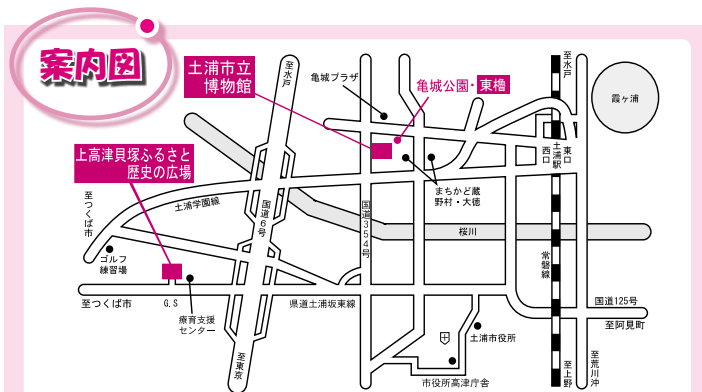 案内図
土浦市立
博物館
亀城プラザ
亀城公園・東櫓
至水戸
至水戸
霞ヶ浦
上高津貝塚ふるさと
歴史の広場
西口
土浦駅
東口
まちかど蔵
野村・大徳
至つくば市
土浦学園線
国道6号
国道354号
桜川
ゴルフ
練習場
常磐線
至つくば市
G.S
県道土浦坂東線
国道125号
療育支援
センター
至阿見町
土浦市役所
至東京
市役所高津庁舎
至上野
至荒川沖